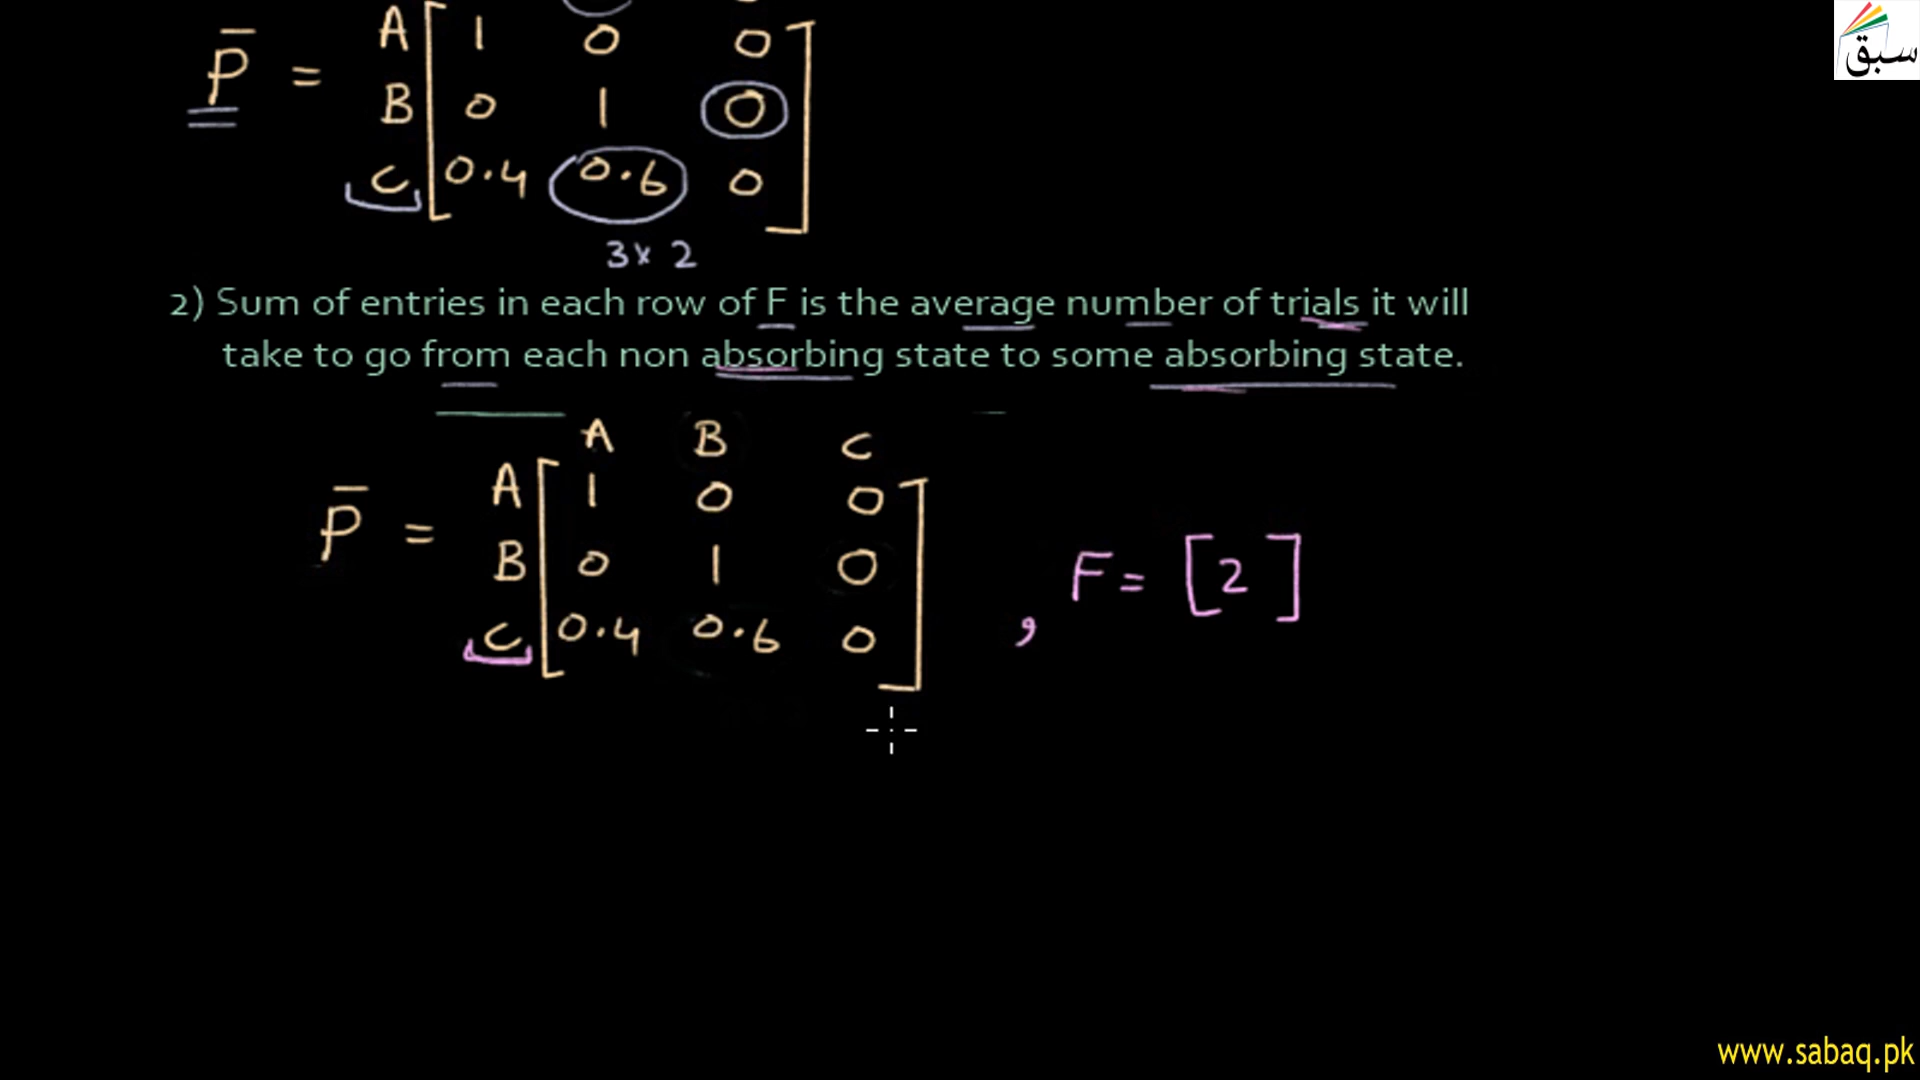 سبق
P̄ = A [ 1 0 0 ]
B [ 0 1 0 ]
C [ 0.4 0.6 0 ]
3 x 2
2) Sum of entries in each row of F is the average number of trials it will
take to go from each non absorbing state to some absorbing state.
A B C
P̄ = A [ 1 0 0 ]
B [ 0 1 0 ]
C [ 0.4 0.6 0 ]
, F = [ 2 ]
www.sabaq.pk